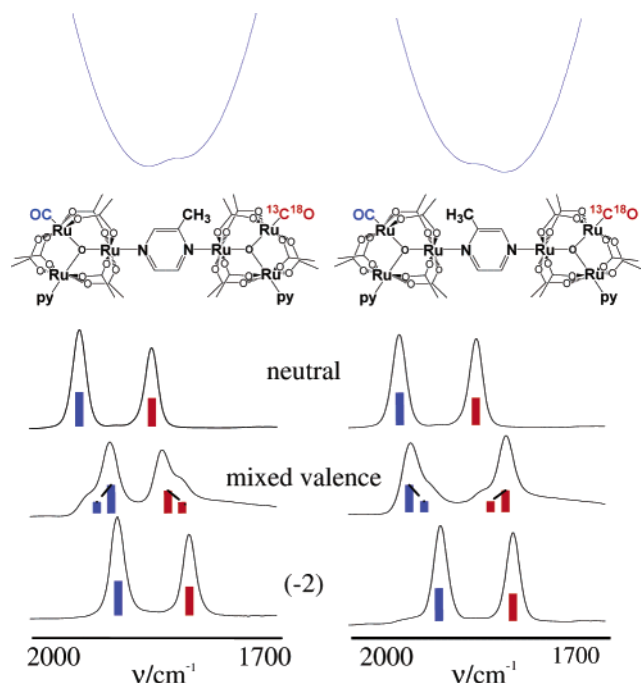 OC
CH₃
¹³C¹⁸O
Ru
Ru
O
Ru
N
N
Ru
O
Ru
Ru
py
py
OC
H₃C
¹³C¹⁸O
Ru
Ru
O
Ru
N
N
Ru
O
Ru
Ru
py
py
neutral
mixed valence
(-2)
2000
1700
ν/cm⁻¹
2000
1700
ν/cm⁻¹